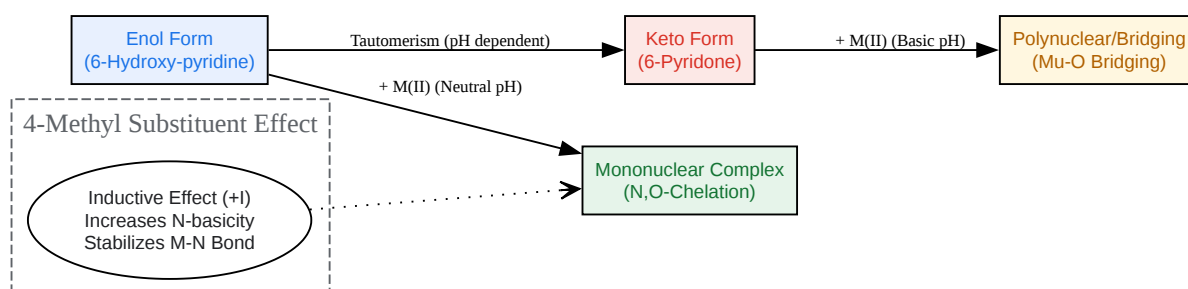 Enol Form
(6-Hydroxy-pyridine)
Tautomerism (pH dependent)
Keto Form
(6-Pyridone)
+ M(II) (Basic pH)
Polynuclear/Bridging
(Mu-O Bridging)
+ M(II) (Neutral pH)
4-Methyl Substituent Effect
Inductive Effect (+I)
Increases N-basicity
Stabilizes M-N Bond
Mononuclear Complex
(N,O-Chelation)